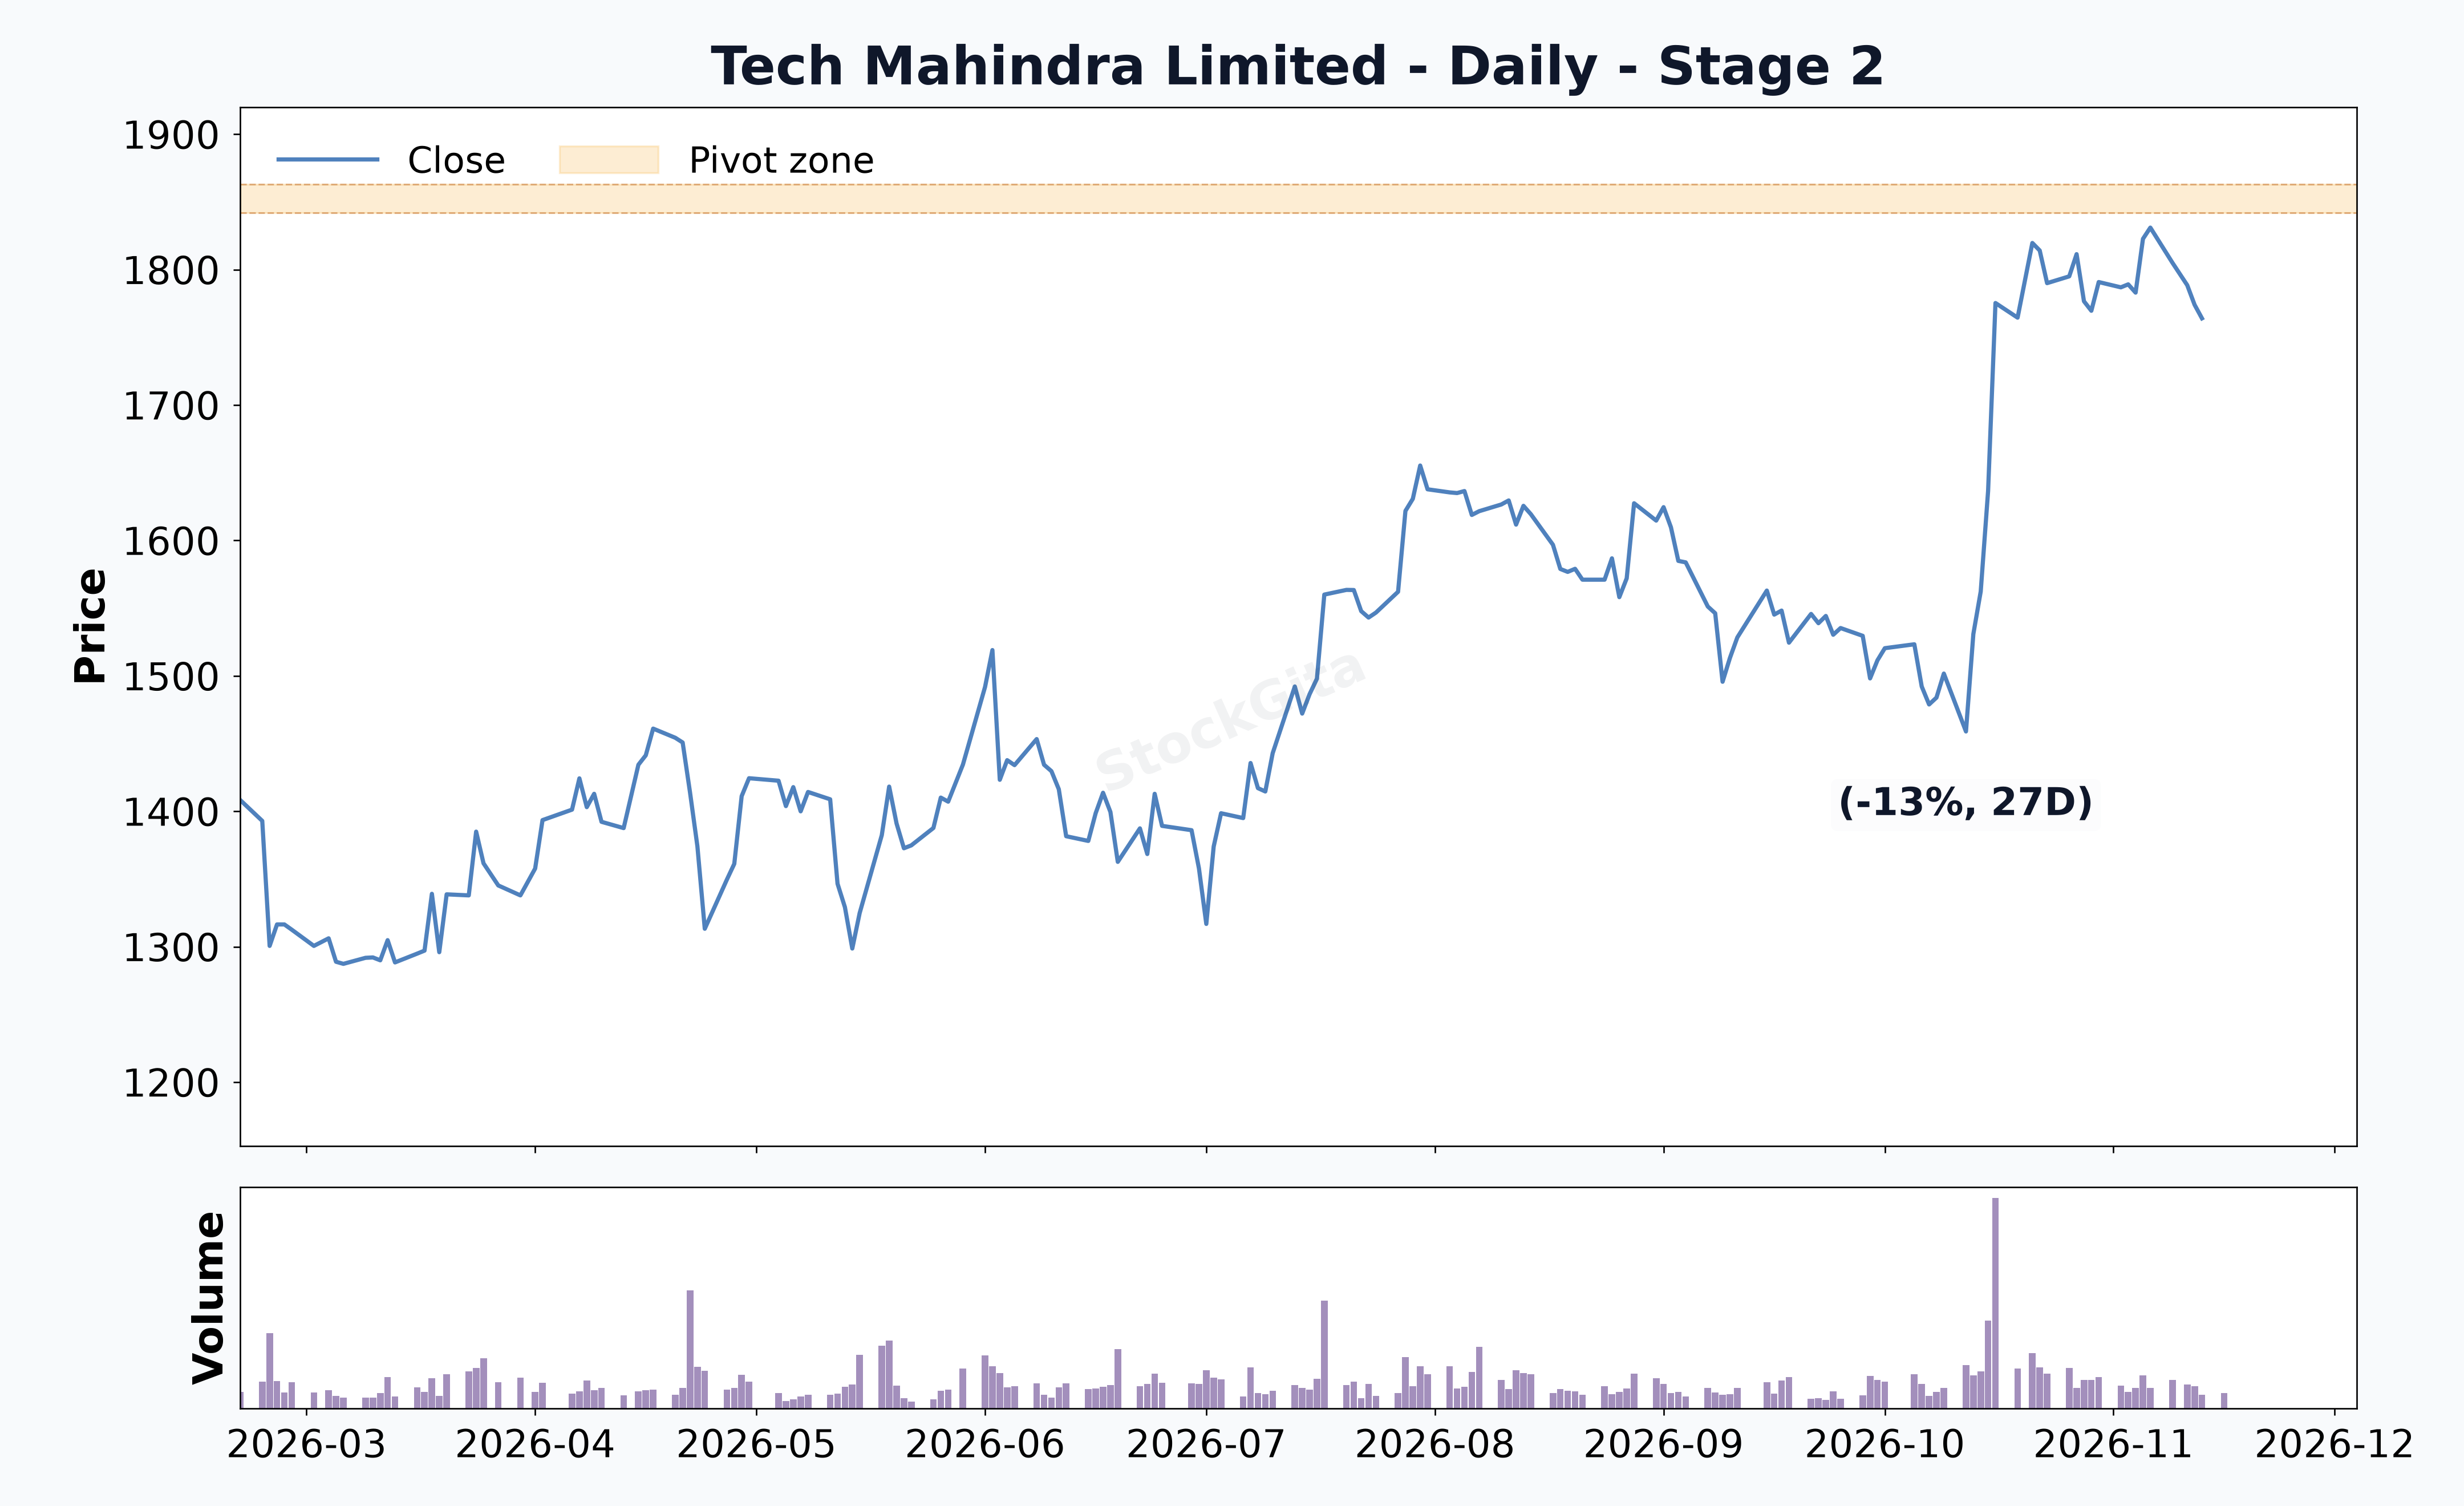 Tech Mahindra Limited - Daily - Stage 2
1900
Close
Pivot zone
1800
1700
1600
1500
1400
1300
1200
Price
StockGita
(-13%, 27D)
Volume
2026-03
2026-04
2026-05
2026-06
2026-07
2026-08
2026-09
2026-10
2026-11
2026-12